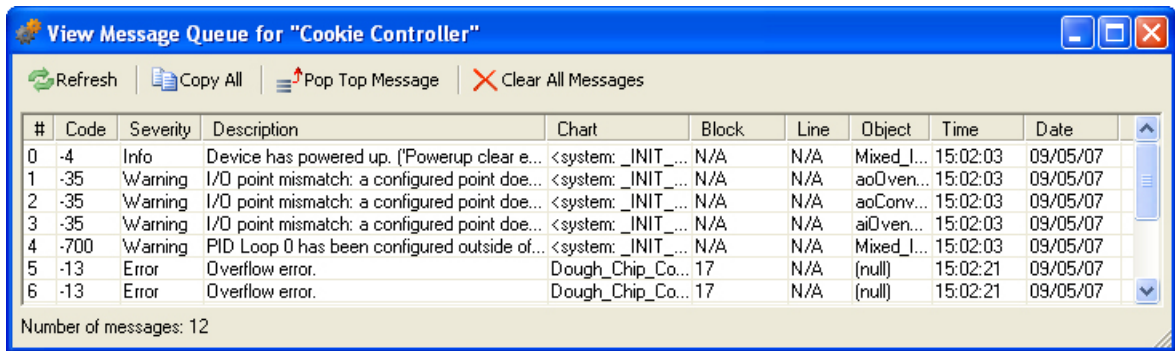 View Message Queue for "Cookie Controller"
Refresh Copy All Pop Top Message Clear All Messages
# Code Severity Description Chart Block Line Object Time Date
0 -4 Info Device has powered up. ('Powerup clear e... <system: _INIT_... N/A N/A Mixed_I... 15:02:03 09/05/07
1 -35 Warning I/O point mismatch: a configured point doe... <system: _INIT_... N/A N/A aoOven... 15:02:03 09/05/07
2 -35 Warning I/O point mismatch: a configured point doe... <system: _INIT_... N/A N/A aoConv... 15:02:03 09/05/07
3 -35 Warning I/O point mismatch: a configured point doe... <system: _INIT_... N/A N/A aiOven... 15:02:03 09/05/07
4 -700 Warning PID Loop 0 has been configured outside of... <system: _INIT_... N/A N/A Mixed_I... 15:02:03 09/05/07
5 -13 Error Overflow error. Dough_Chip_Co... 17 N/A (null) 15:02:21 09/05/07
6 -13 Error Overflow error. Dough_Chip_Co... 17 N/A (null) 15:02:21 09/05/07
Number of messages: 12